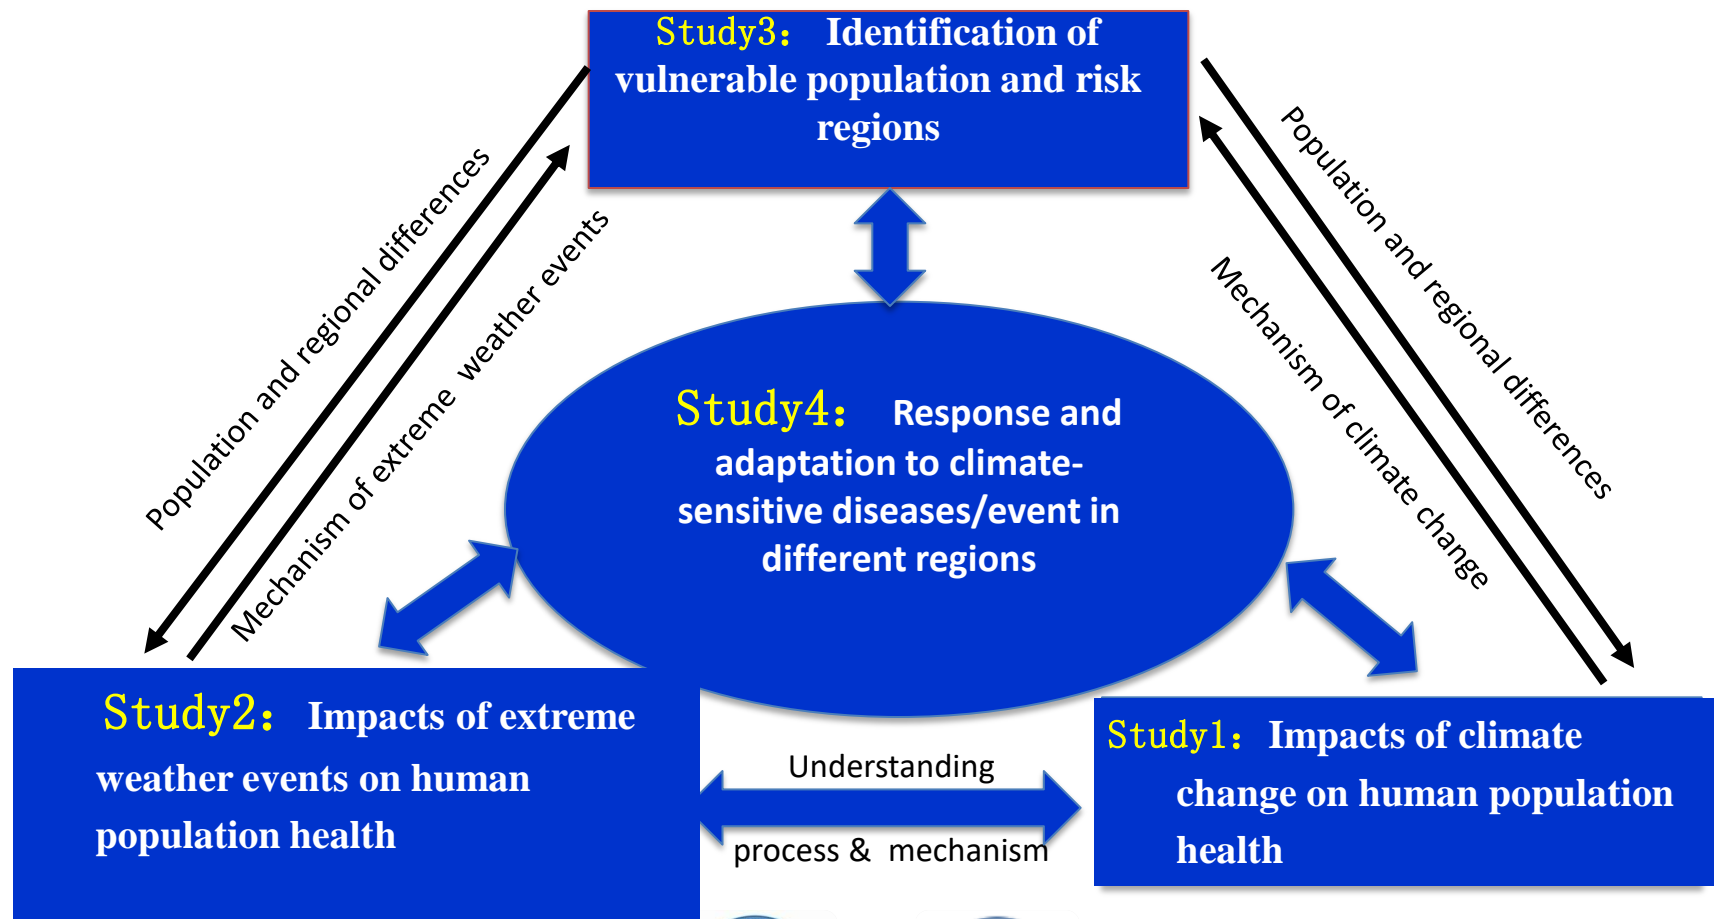 Study3： Identification of
vulnerable population and risk
regions
Population and regional differences
Mechanism of extreme weather events
Population and regional differences
Mechanism of climate change
Study4： Response and
adaptation to climate-
sensitive diseases/event in
different regions
Study2： Impacts of extreme
weather events on human
population health
Understanding
process & mechanism
Study1： Impacts of climate
change on human population
health